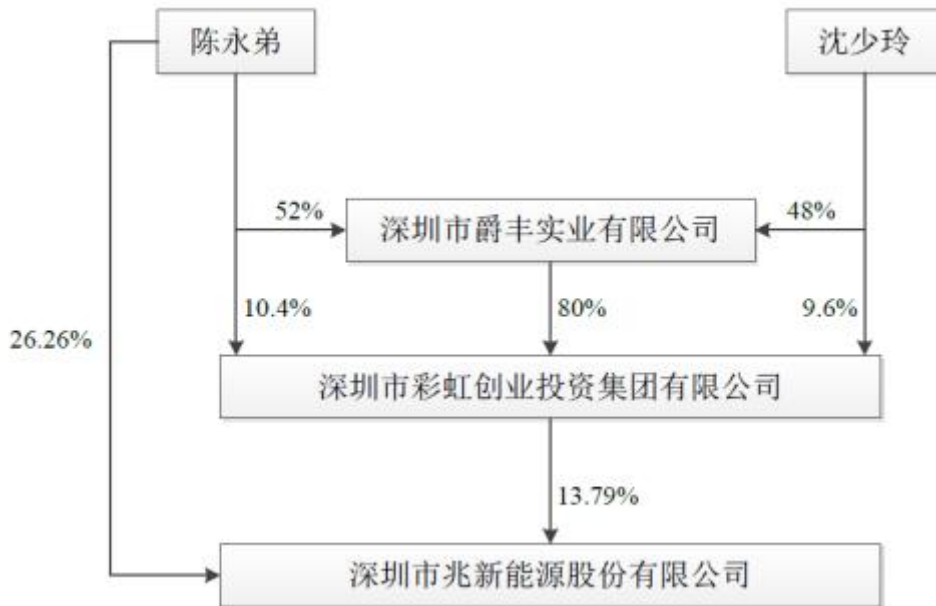 陈永弟
沈少玲
52%
深圳市爵丰实业有限公司
48%
10.4%
80%
9.6%
26.26%
深圳市彩虹创业投资集团有限公司
13.79%
深圳市兆新能源股份有限公司